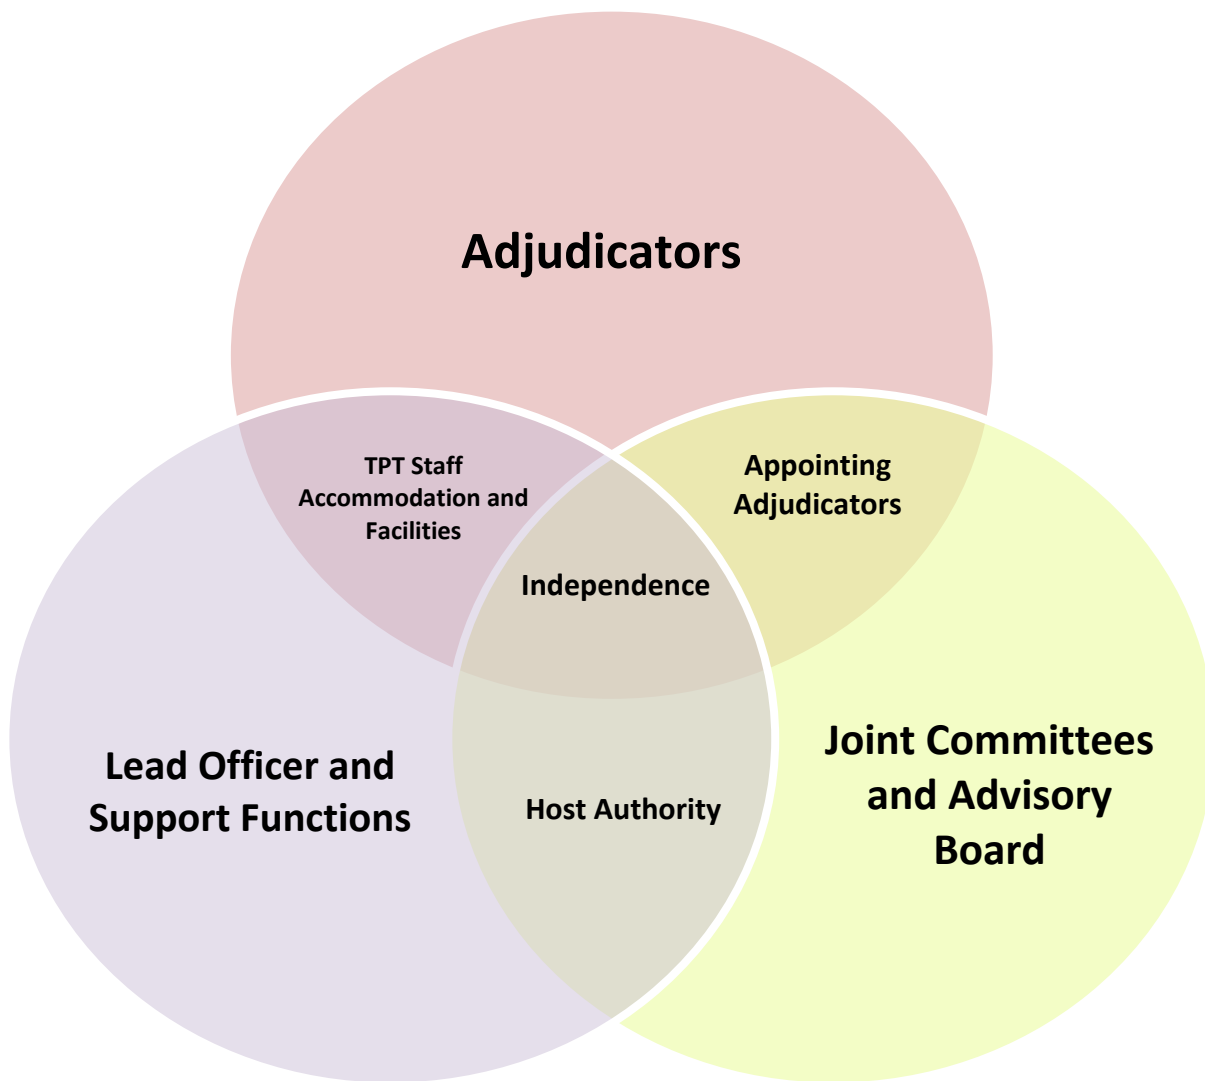 Adjudicators
TPT Staff
Accommodation and
Facilities
Appointing
Adjudicators
Independence
Lead Officer and
Support Functions
Host Authority
Joint Committees
and Advisory
Board